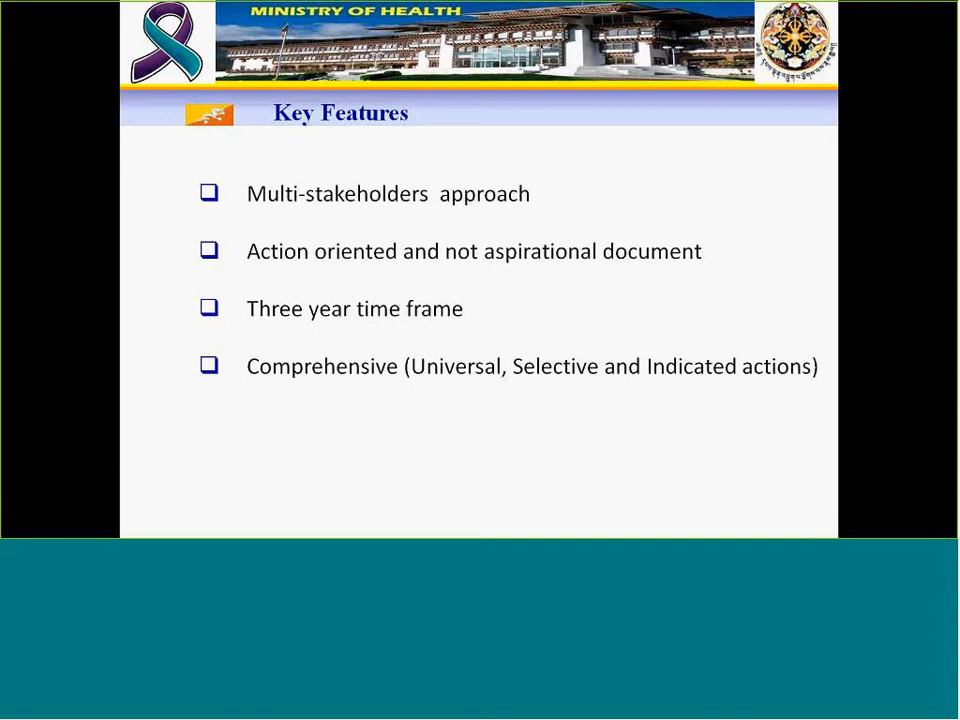 MINISTRY OF HEALTH
Key Features
Multi-stakeholders approach
Action oriented and not aspirational document
Three year time frame
Comprehensive (Universal, Selective and Indicated actions)